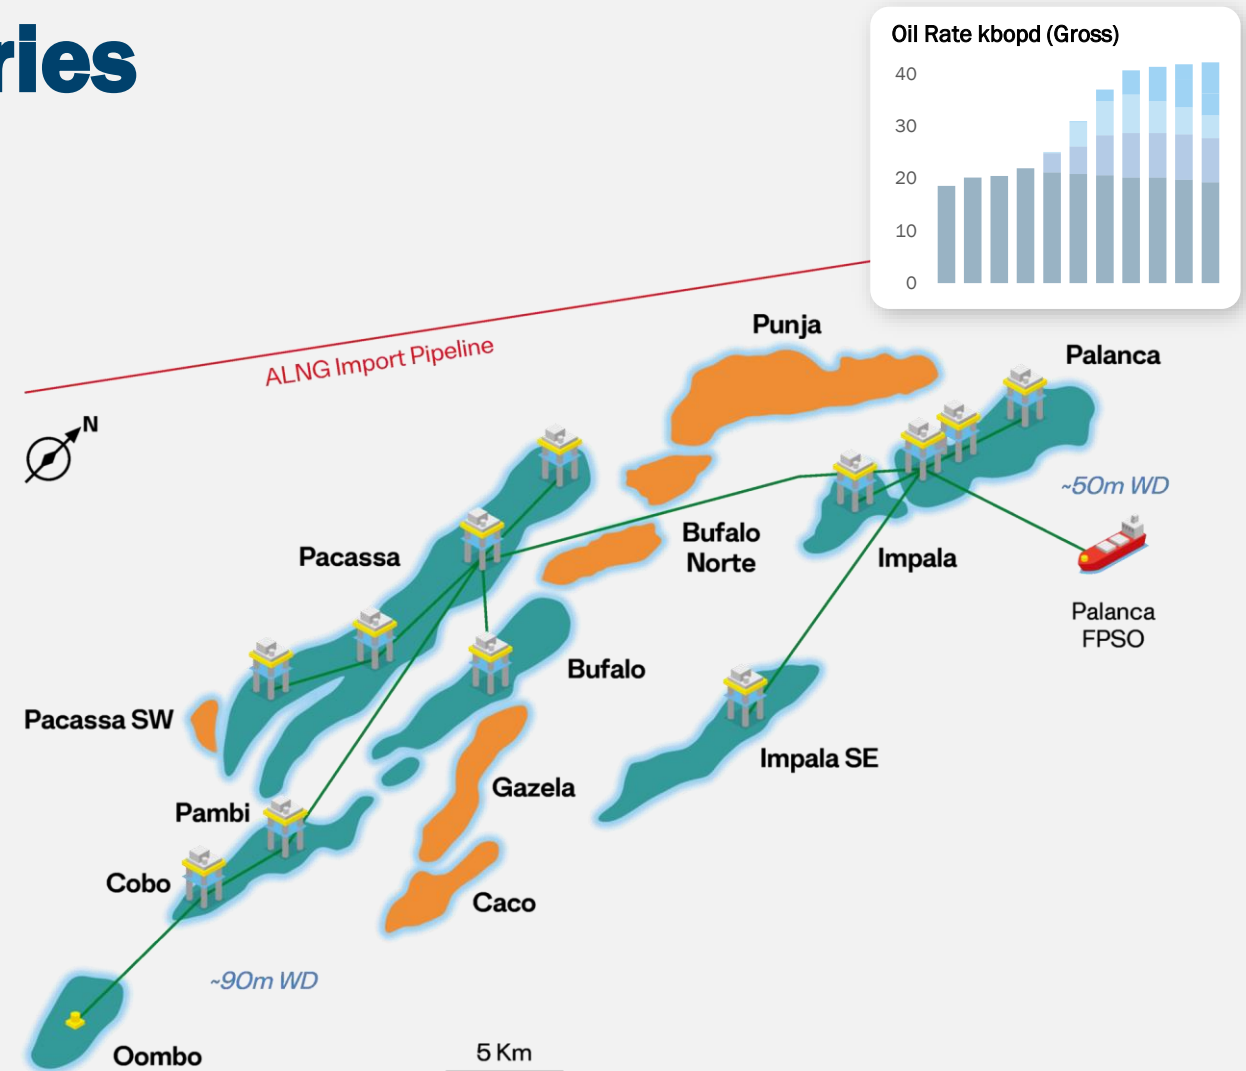 ries
Oil Rate kbopd (Gross)
40
30
20
10
0
ALNG Import Pipeline
Punja
Palanca
N
~50m WD
Pacassa
Bufalo
Norte
Impala
Palanca
FPSO
Bufalo
Pacassa SW
Impala SE
Gazela
Pambi
Cobo
Caco
~90m WD
Oombo
5 Km